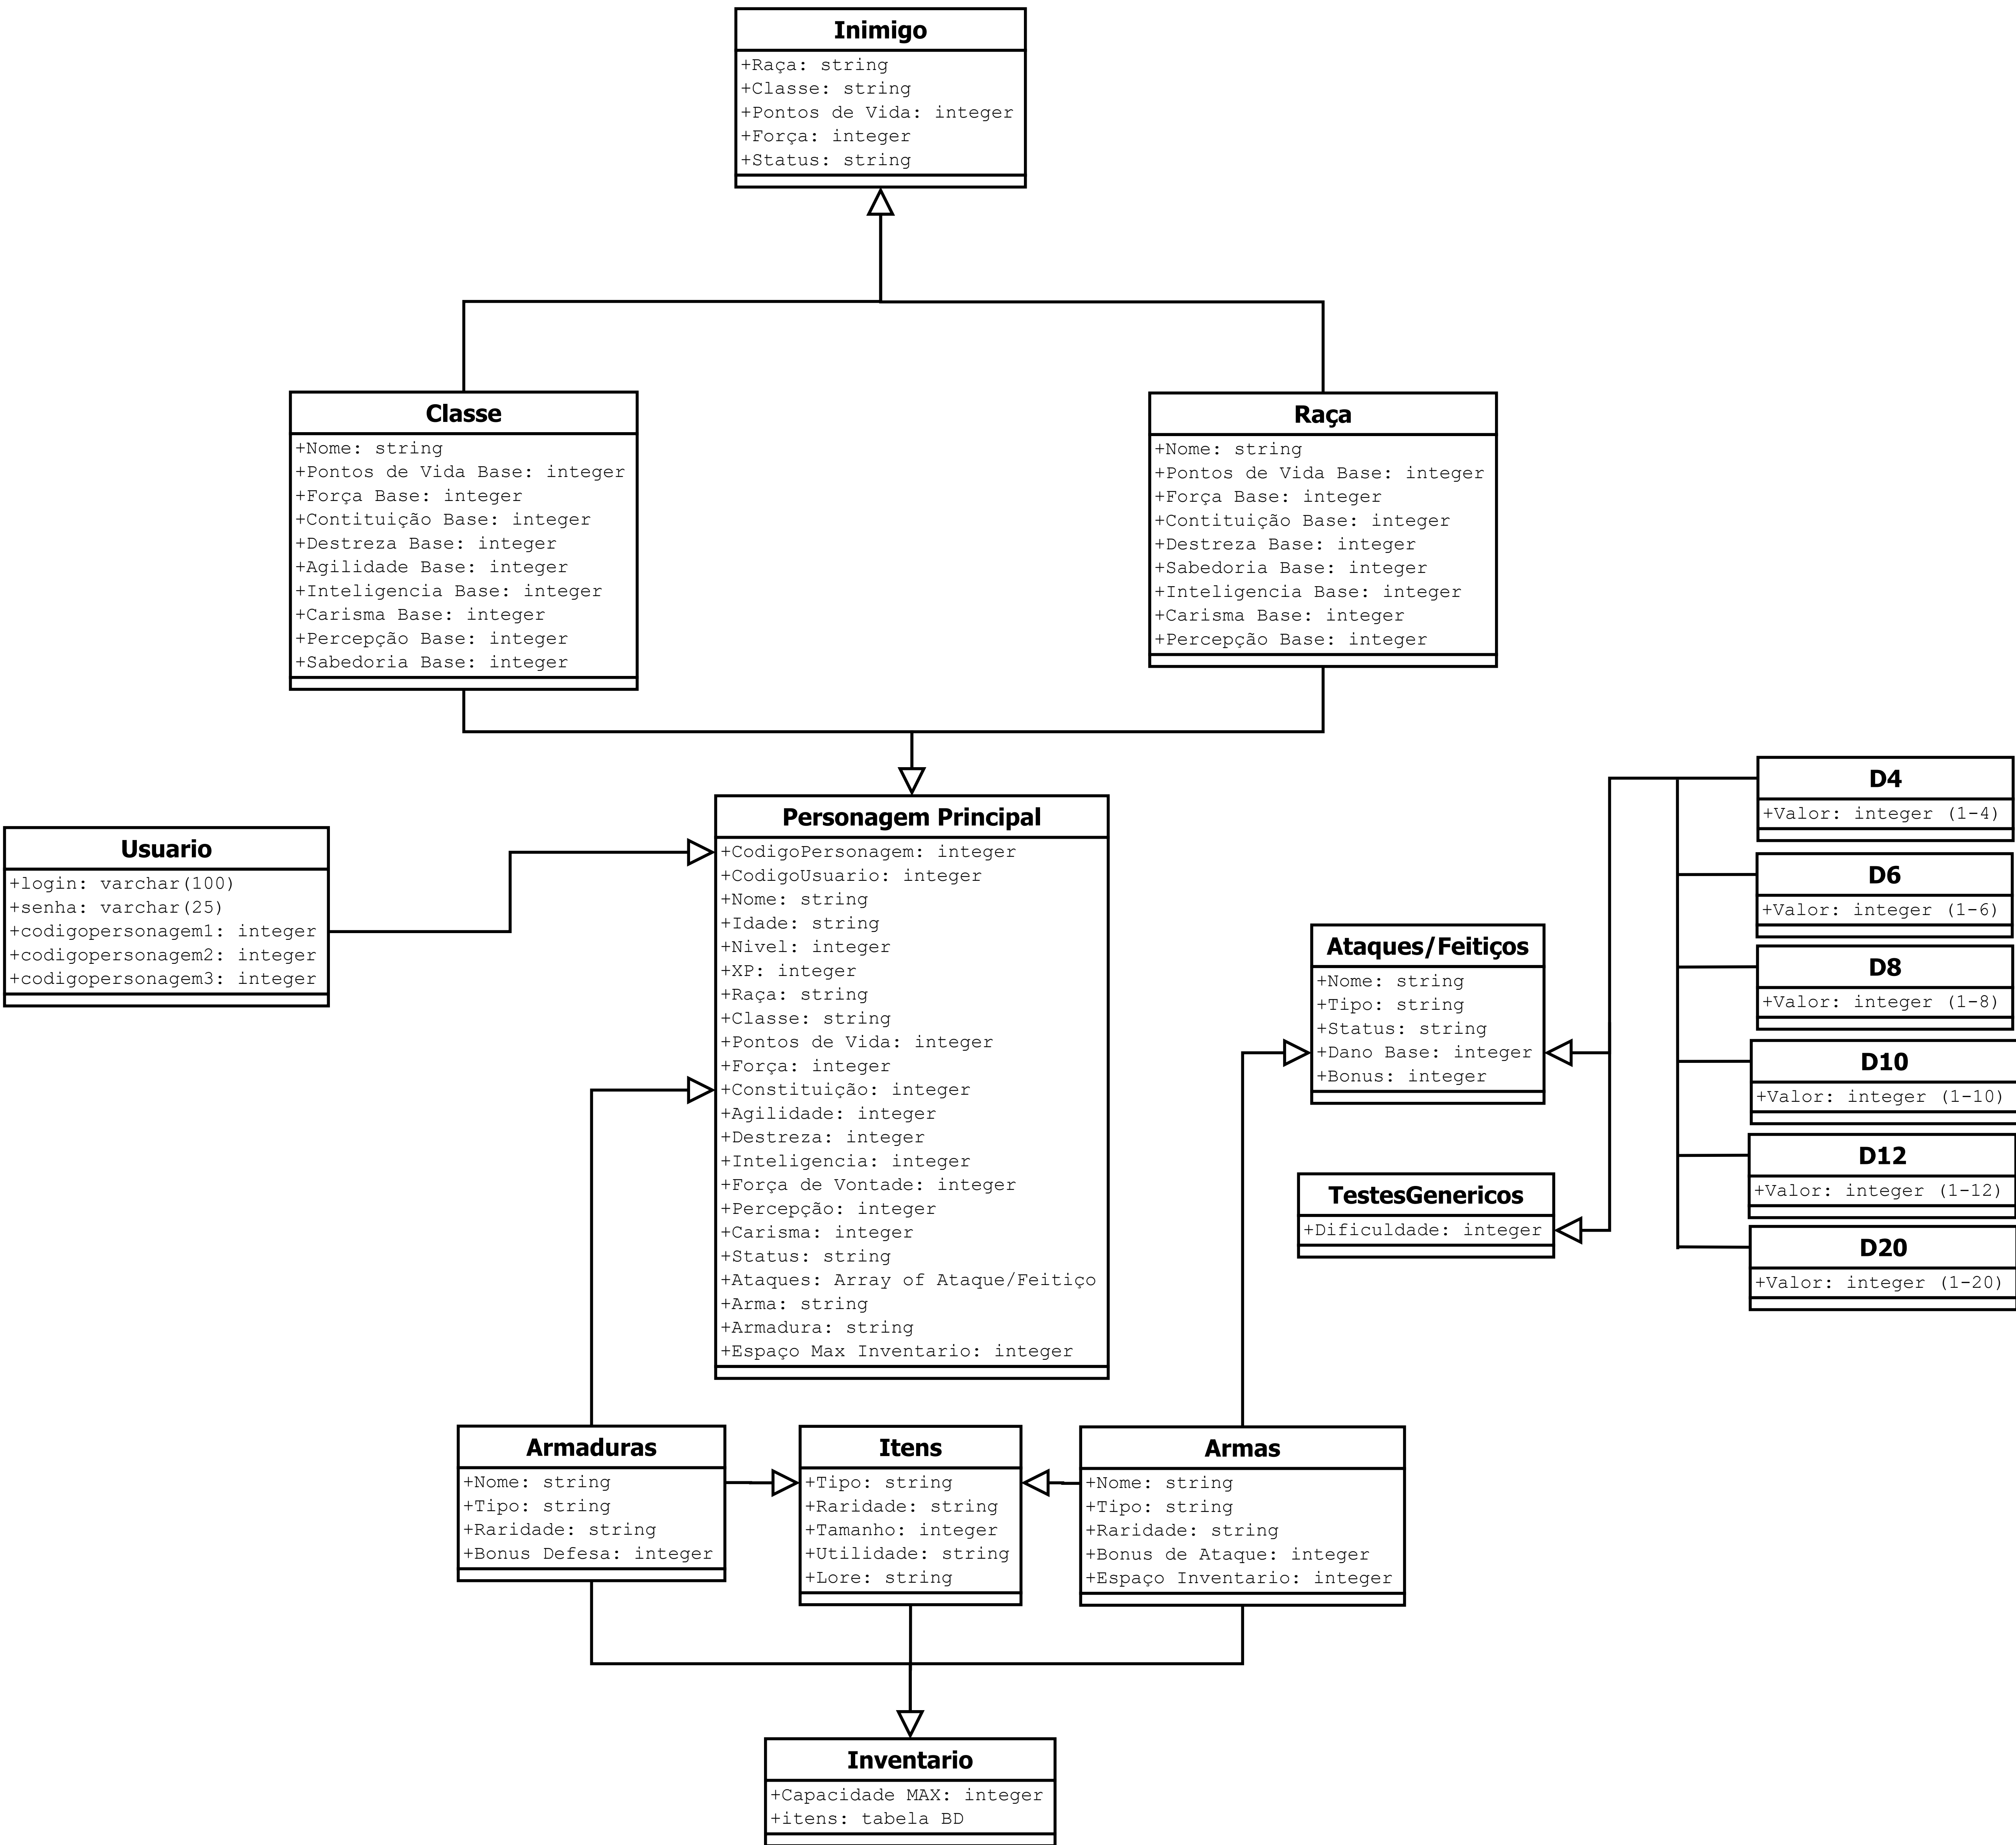 Inimigo
+Raça: string
+Classe: string
+Pontos de Vida: integer
+Força: integer
+Status: string
Classe
+Nome: string
+Pontos de Vida Base: integer
+Força Base: integer
+Contituição Base: integer
+Destreza Base: integer
+Agilidade Base: integer
+Inteligencia Base: integer
+Carisma Base: integer
+Percepção Base: integer
+Sabedoria Base: integer
Raça
+Nome: string
+Pontos de Vida Base: integer
+Força Base: integer
+Contituição Base: integer
+Destreza Base: integer
+Sabedoria Base: integer
+Inteligencia Base: integer
+Carisma Base: integer
+Percepção Base: integer
Usuario
+login: varchar(100)
+senha: varchar(25)
+codigopersonagem1: integer
+codigopersonagem2: integer
+codigopersonagem3: integer
Personagem Principal
+CodigoPersonagem: integer
+CodigoUsuario: integer
+Nome: string
+Idade: string
+Nivel: integer
+XP: integer
+Raça: string
+Classe: string
+Pontos de Vida: integer
+Força: integer
+Constituição: integer
+Agilidade: integer
+Destreza: integer
+Inteligencia: integer
+Força de Vontade: integer
+Percepção: integer
+Carisma: integer
+Status: string
+Ataques: Array of Ataque/Feitiço
+Arma: string
+Armadura: string
+Espaço Max Inventario: integer
Ataques/Feitiços
+Nome: string
+Tipo: string
+Status: string
+Dano Base: integer
+Bonus: integer
TestesGenericos
+Dificuldade: integer
D4
+Valor: integer (1-4)
D6
+Valor: integer (1-6)
D8
+Valor: integer (1-8)
D10
+Valor: integer (1-10)
D12
+Valor: integer (1-12)
D20
+Valor: integer (1-20)
Armaduras
+Nome: string
+Tipo: string
+Raridade: string
+Bonus Defesa: integer
Itens
+Tipo: string
+Raridade: string
+Tamanho: integer
+Utilidade: string
+Lore: string
Armas
+Nome: string
+Tipo: string
+Raridade: string
+Bonus de Ataque: integer
+Espaço Inventario: integer
Inventario
+Capacidade MAX: integer
+itens: tabela BD